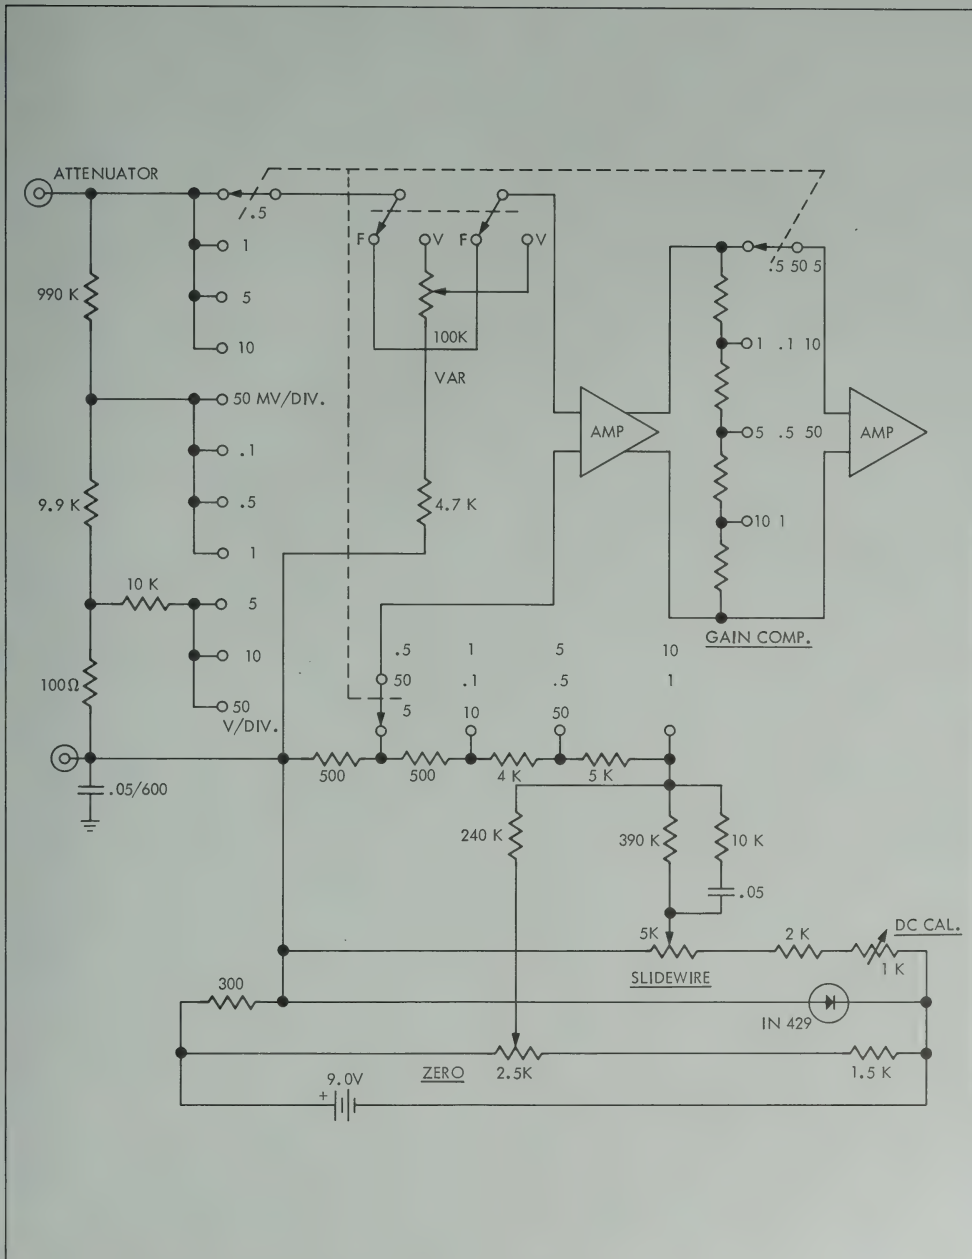 ATTENUATOR
/ .5
1
5
10
990 K
50 MV/DIV.
.1
.5
1
9.9 K
10 K
5
10
50
V/DIV.
100Ω
.05/600
F
V
F
V
100K
VAR
4.7 K
AMP
.5 50 5
1 .1 10
5 .5 50
10 1
AMP
GAIN COMP.
.5 1 5 10
50 .1 .5 1
5 10 50
500 500 4 K 5 K
240 K 390 K 10 K
.05
5K 2 K DC CAL.
1 K
SLIDEWIRE
300
IN 429
ZERO 2.5K 1.5 K
9.0V
+